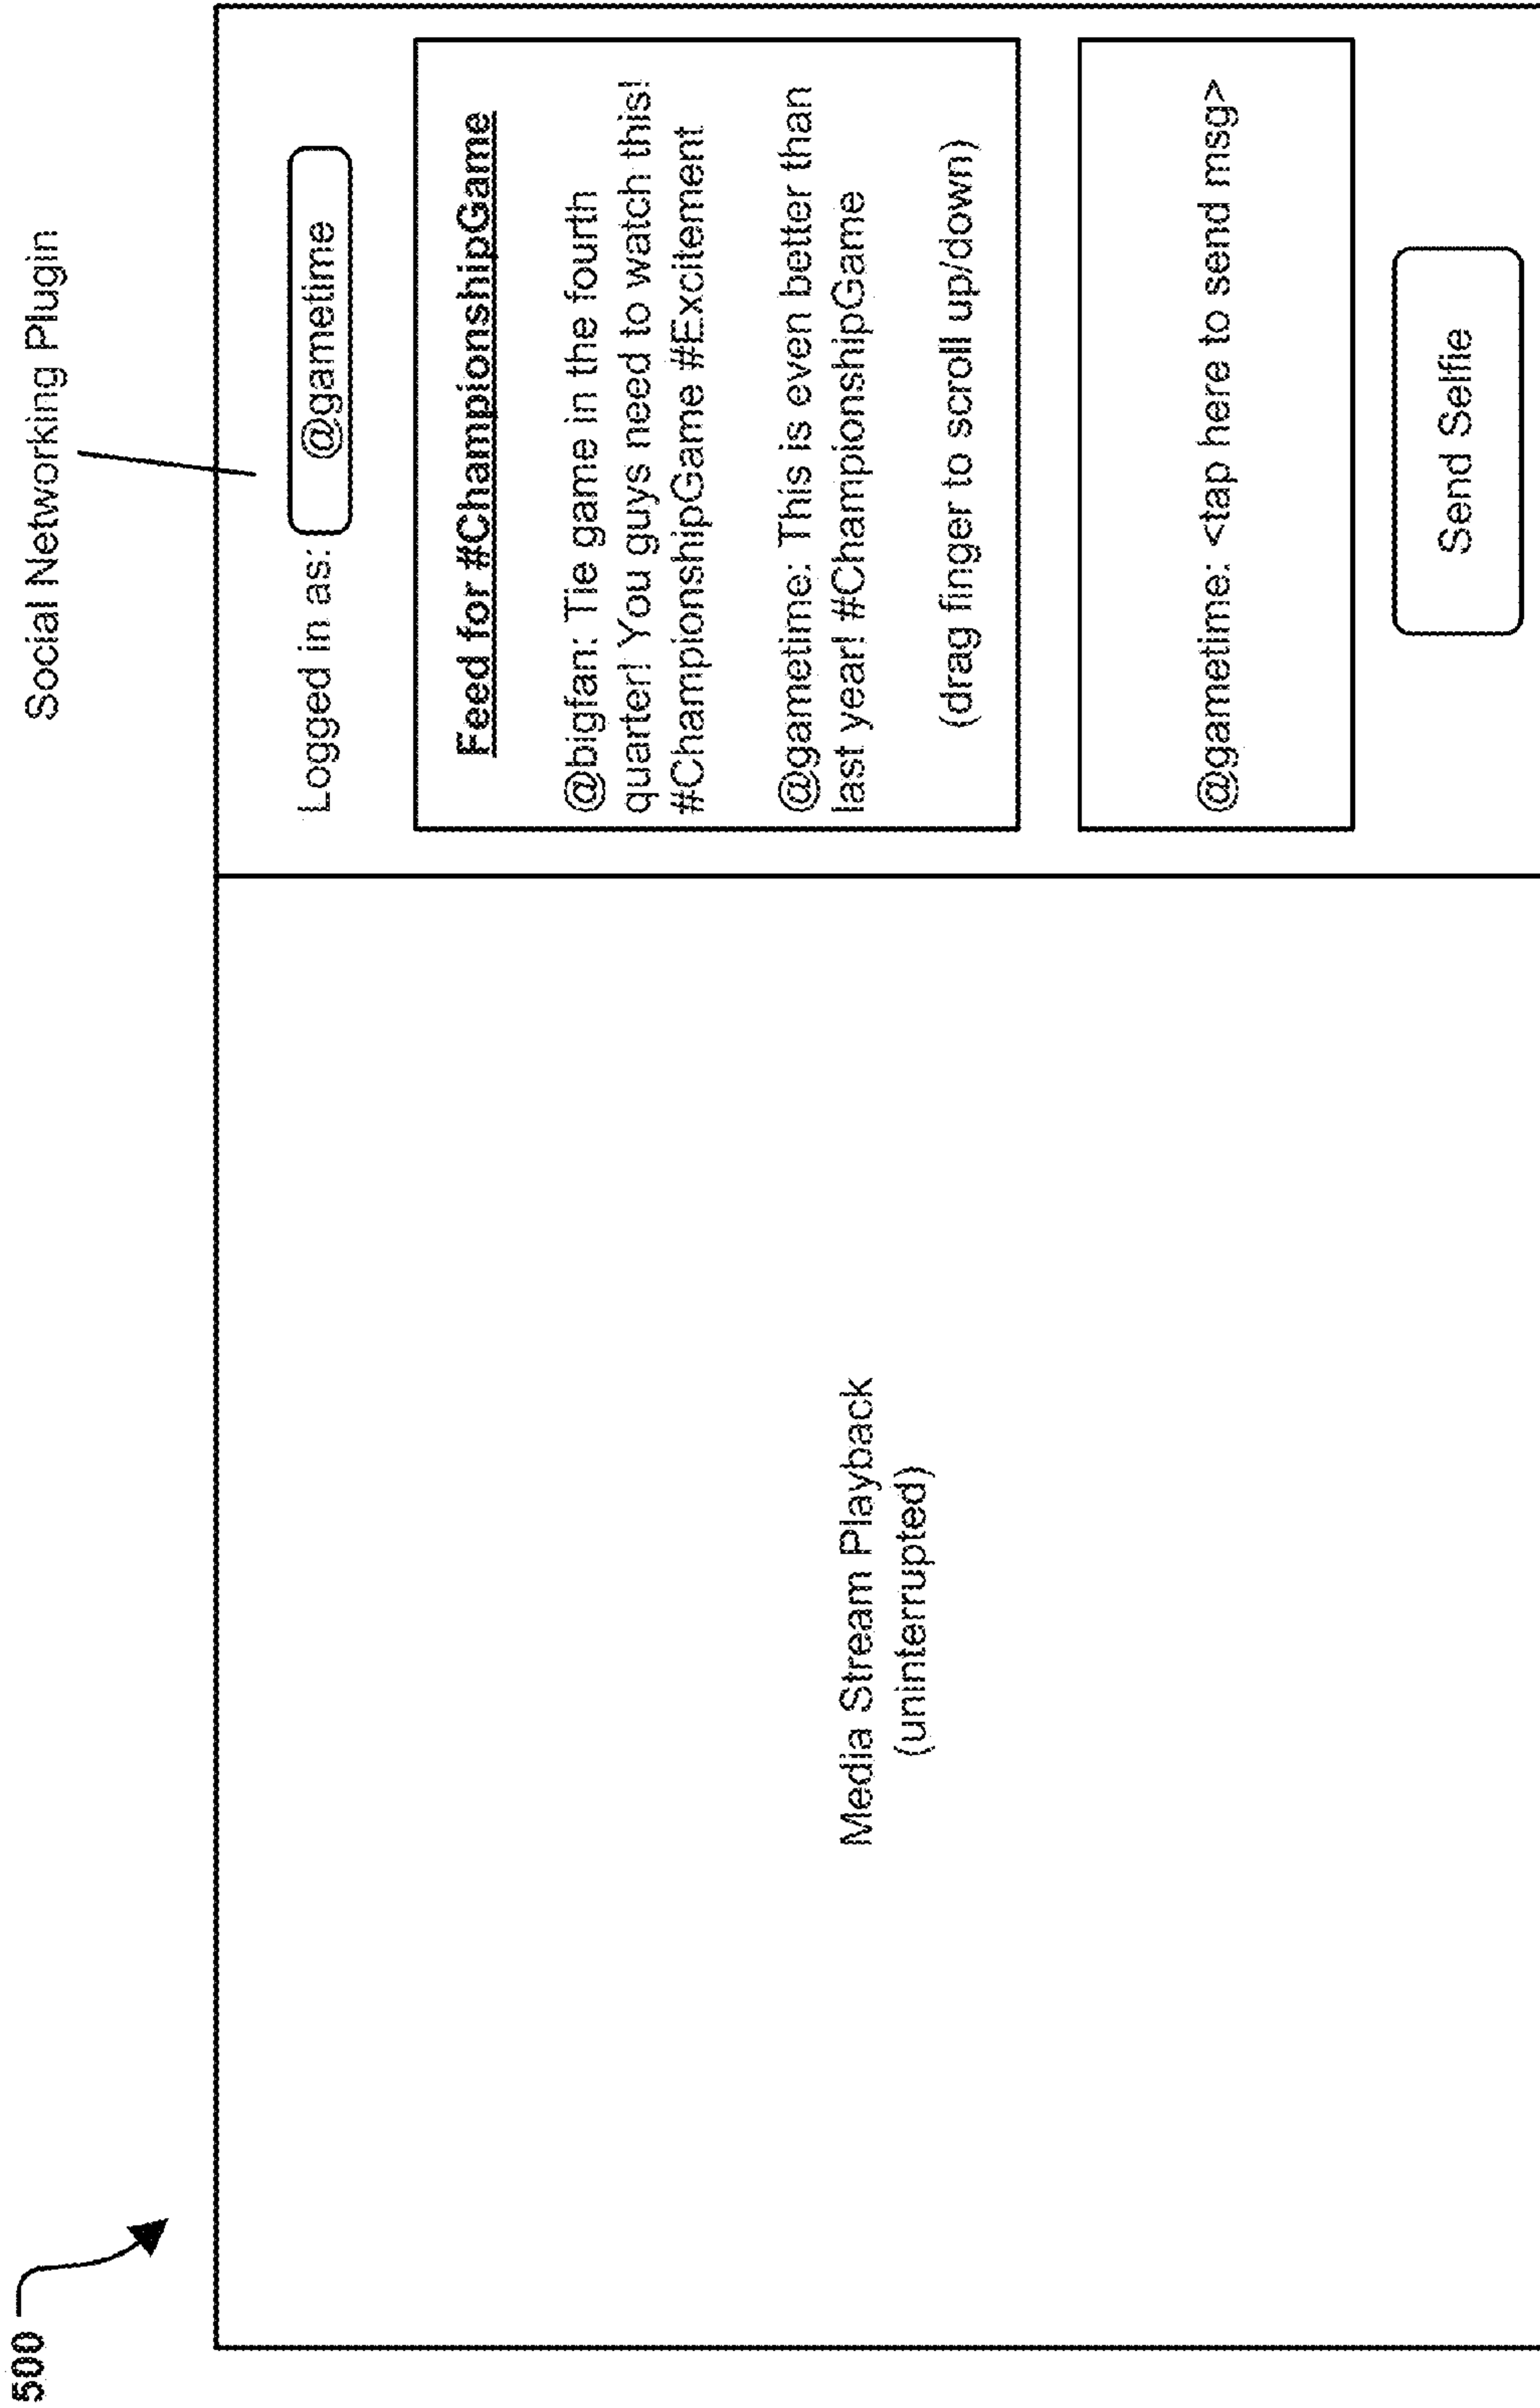 500
Social Networking Plugin
Media Stream Playback
(uninterrupted)
Logged in as: @gametime
Feed for #ChampionshipGame
@bigfan: Tie game in the fourth
quarter! You guys need to watch this!
#ChampionshipGame #Excitement
@gametime: This is even better than
last year! #ChampionshipGame
(drag finger to scroll up/down)
@gametime: <tap here to send msg>
Send Selfie